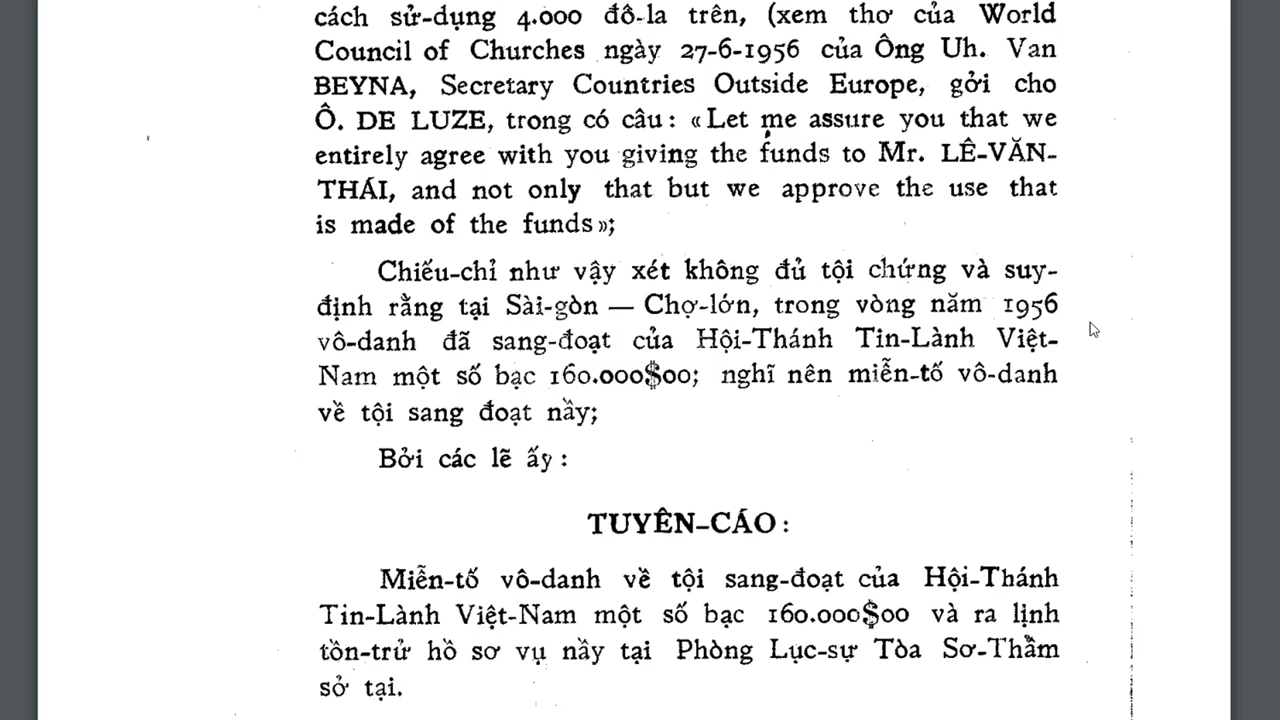 cách sử-dụng 4.000 đô-la trên, (xem thơ của World
Council of Churches ngày 27-6-1956 của Ông Uh. Van
BEYNA, Secretary Countries Outside Europe, gởi cho
Ô. DE LUZE, trong có câu : «Let me assure you that we
entirely agree with you giving the funds to Mr. LÊ-VĂN-
THÁI, and not only that but we approve the use that
is made of the funds»;
Chiếu-chỉ như vậy xét không đủ tội chứng và suy-
định rằng tại Sài-gòn — Chợ-lớn, trong vòng năm 1956
vô-danh đã sang-đoạt của Hội-Thánh Tin-Lành Việt-
Nam một số bạc 160.000$00; nghĩ nên miễn-tố vô-danh
về tội sang đoạt nầy;
Bởi các lẽ ấy :
TUYÊN-CÁO :
Miễn-tố vô-danh về tội sang-đoạt của Hội-Thánh
Tin-Lành Việt-Nam một số bạc 160.000$00 và ra lịnh
tồn-trử hồ sơ vụ nầy tại Phòng Lục-sự Tòa Sơ-Thẩm
sở tại.